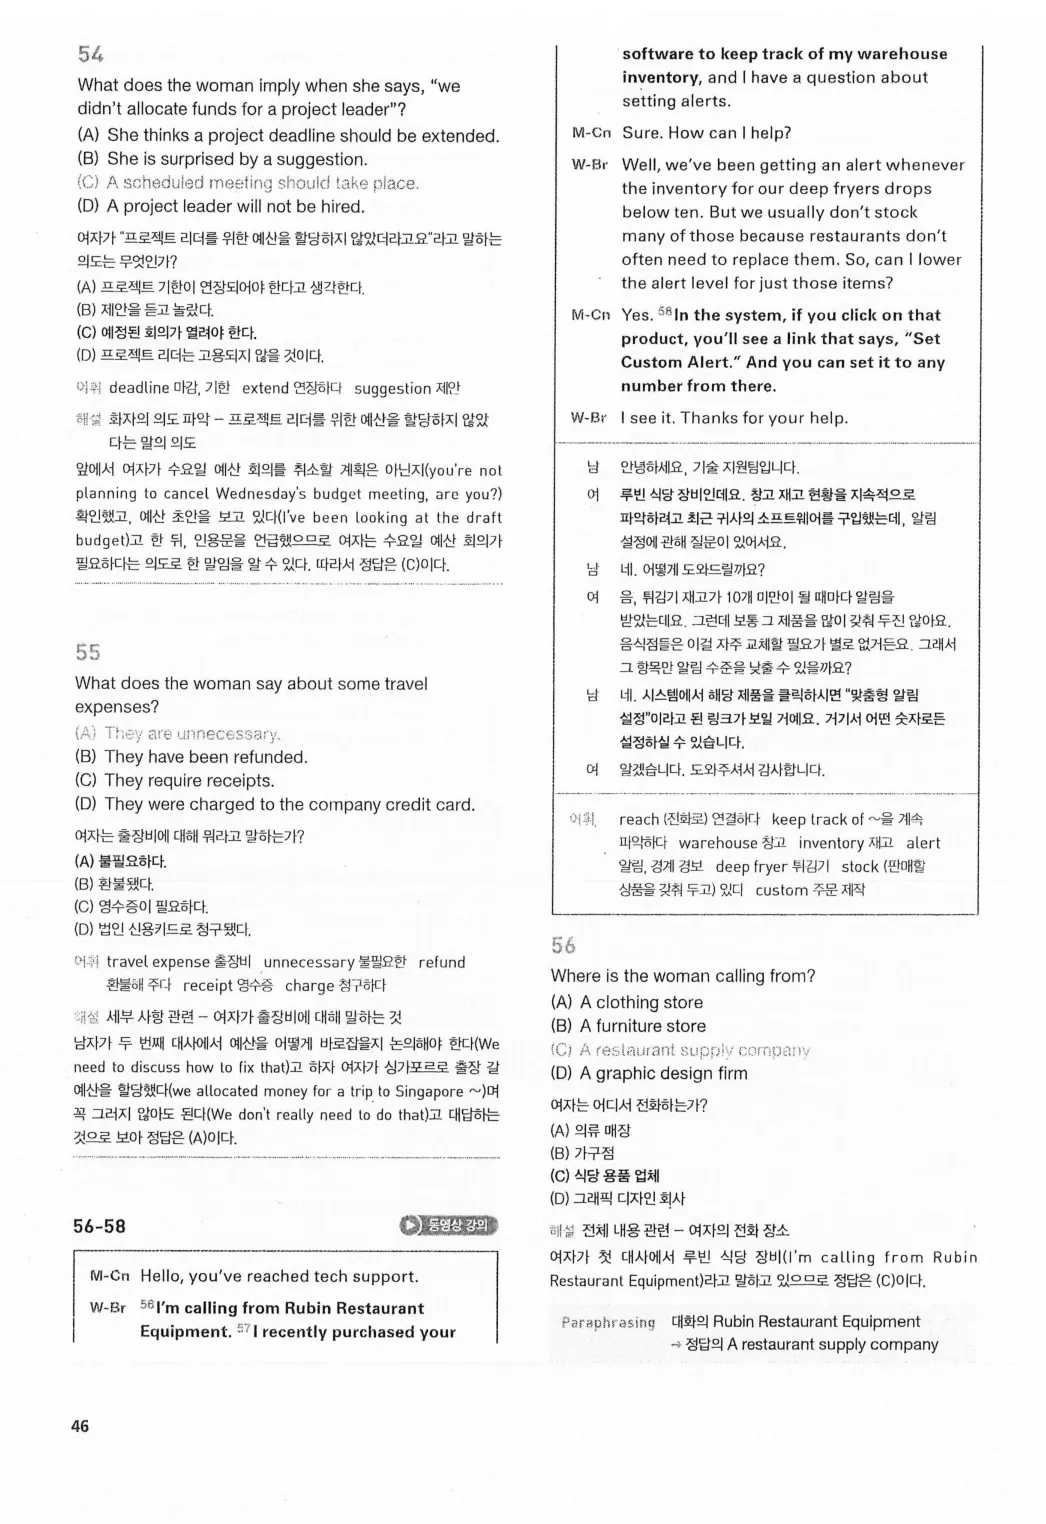 54
What does the woman imply when she says, “we
didn’t allocate funds for a project leader”?
(A) She thinks a project deadline should be extended.
(B) She is surprised by a suggestion.
(C) A scheduled meeting should take place.
(D) A project leader will not be hired.
여자가 “프로젝트 리더를 위한 예산을 할당하지 않았더라고요”라고 말하는
의도는 무엇인가?
(A) 프로젝트 기한이 연장되어야 한다고 생각한다.
(B) 제안을 듣고 놀랐다.
(C) 예정된 회의가 열려야 한다.
(D) 프로젝트 리더는 고용되지 않을 것이다.
어휘 deadline 마감, 기한 extend 연장하다 suggestion 제안
해설 화자의 의도 파악 – 프로젝트 리더를 위한 예산을 할당하지 않았
다는 말의 의도
앞에서 여자가 수요일 예산 회의를 취소할 계획은 아닌지(you're not
planning to cancel Wednesday's budget meeting, are you?)
확인했고, 예산 초안을 보고 있다(I've been looking at the draft
budget)고 한 뒤, 인용문을 언급했으므로 여자는 수요일 예산 회의가
필요하다는 의도로 한 말임을 알 수 있다. 따라서 정답은 (C)이다.
55
What does the woman say about some travel
expenses?
(A) They are unnecessary.
(B) They have been refunded.
(C) They require receipts.
(D) They were charged to the company credit card.
여자는 출장비에 대해 뭐라고 말하는가?
(A) 불필요하다.
(B) 환불됐다.
(C) 영수증이 필요하다.
(D) 법인 신용카드로 청구됐다.
어휘 travel expense 출장비 unnecessary 불필요한 refund
환불해 주다 receipt 영수증 charge 청구하다
해설 세부 사항 관련 – 여자가 출장비에 대해 말하는 것
남자가 두 번째 대사에서 예산을 어떻게 바로잡을지 논의해야 한다(We
need to discuss how to fix that)고 하자 여자가 싱가포르로 출장 갈
예산을 할당했다(we allocated money for a trip to Singapore ~)며
꼭 그러지 않아도 된다(We don't really need to do that)고 대답하는
것으로 보아 정답은 (A)이다.
56-58
동영상 강의
M-Cn Hello, you’ve reached tech support.
W-Br 56I’m calling from Rubin Restaurant
Equipment. 57I recently purchased your
software to keep track of my warehouse
inventory, and I have a question about
setting alerts.
M-Cn Sure. How can I help?
W-Br Well, we’ve been getting an alert whenever
the inventory for our deep fryers drops
below ten. But we usually don’t stock
many of those because restaurants don’t
often need to replace them. So, can I lower
the alert level for just those items?
M-Cn Yes. 58In the system, if you click on that
product, you’ll see a link that says, “Set
Custom Alert.” And you can set it to any
number from there.
W-Br I see it. Thanks for your help.
남 안녕하세요, 기술 지원팀입니다.
여 루빈 식당 장비인데요. 창고 재고 현황을 지속적으로
파악하려고 최근 귀사의 소프트웨어를 구입했는데, 알림
설정에 관해 질문이 있어서요.
남 네. 어떻게 도와드릴까요?
여 음, 튀김기 재고가 10개 미만이 될 때마다 알림을
받았는데요. 그런데 보통 그 제품을 많이 갖춰 두진 않아요.
음식점들은 이걸 자주 교체할 필요가 별로 없거든요. 그래서
그 항목만 알림 수준을 낮출 수 있을까요?
남 네. 시스템에서 해당 제품을 클릭하시면 “맞춤형 알림
설정”이라고 된 링크가 보일 거예요. 거기서 어떤 숫자로든
설정하실 수 있습니다.
여 알겠습니다. 도와주셔서 감사합니다.
어휘 reach (전화로) 연결하다 keep track of ~을 계속
파악하다 warehouse 창고 inventory 재고 alert
알림, 경계 경보 deep fryer 튀김기 stock (판매할
상품을 갖춰 두고) 있다 custom 주문 제작
56
Where is the woman calling from?
(A) A clothing store
(B) A furniture store
(C) A restaurant supply company
(D) A graphic design firm
여자는 어디서 전화하는가?
(A) 의류 매장
(B) 가구점
(C) 식당 용품 업체
(D) 그래픽 디자인 회사
해설 전체 내용 관련 – 여자의 전화 장소
여자가 첫 대사에서 루빈 식당 장비(I'm calling from Rubin
Restaurant Equipment)라고 말하고 있으므로 정답은 (C)이다.
Paraphrasing 대화의 Rubin Restaurant Equipment
→ 정답의 A restaurant supply company
46